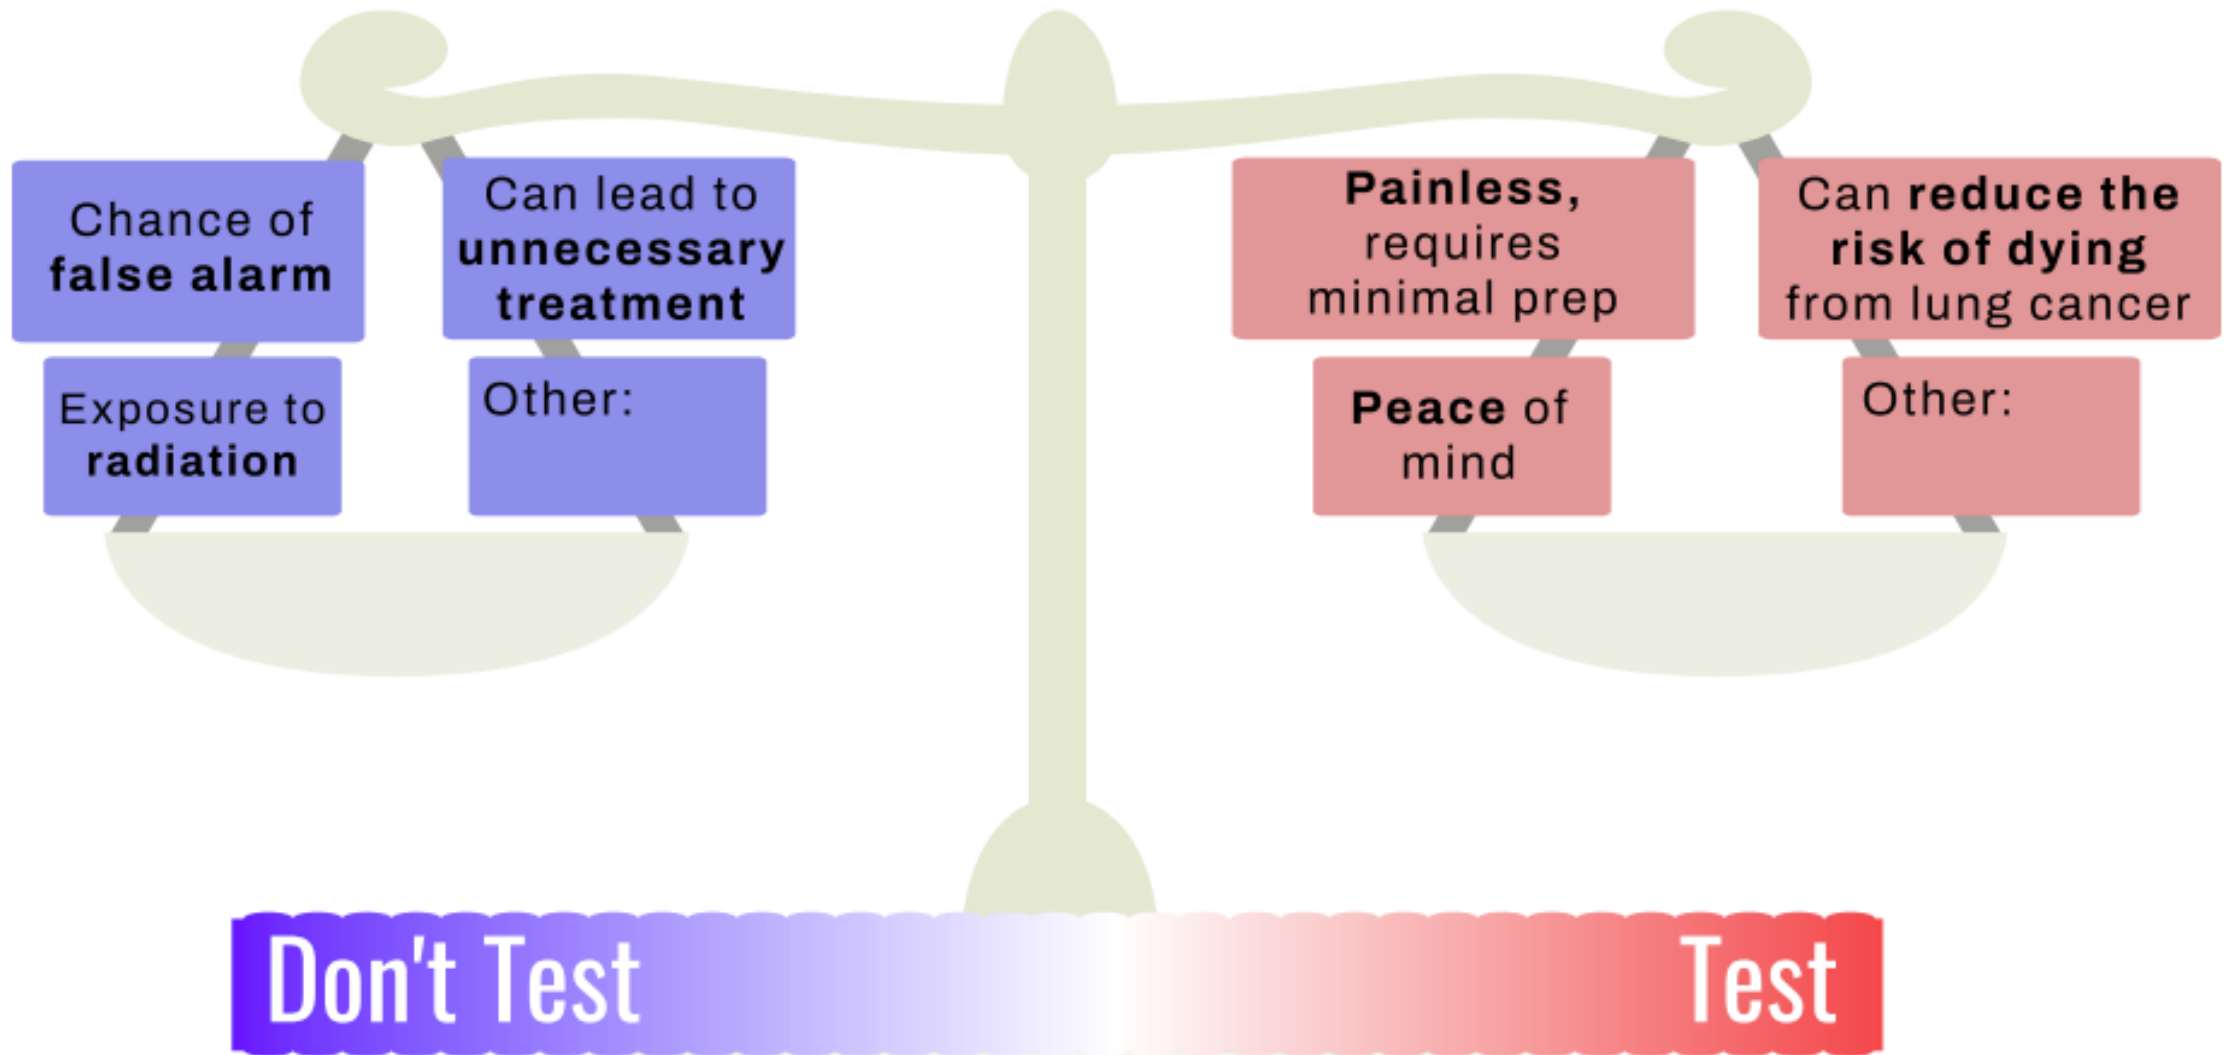 Chance of
false alarm
Can lead to
unnecessary
treatment
Exposure to
radiation
Other:
Painless,
requires
minimal prep
Can reduce the
risk of dying
from lung cancer
Peace of
mind
Other:
Don't Test
Test